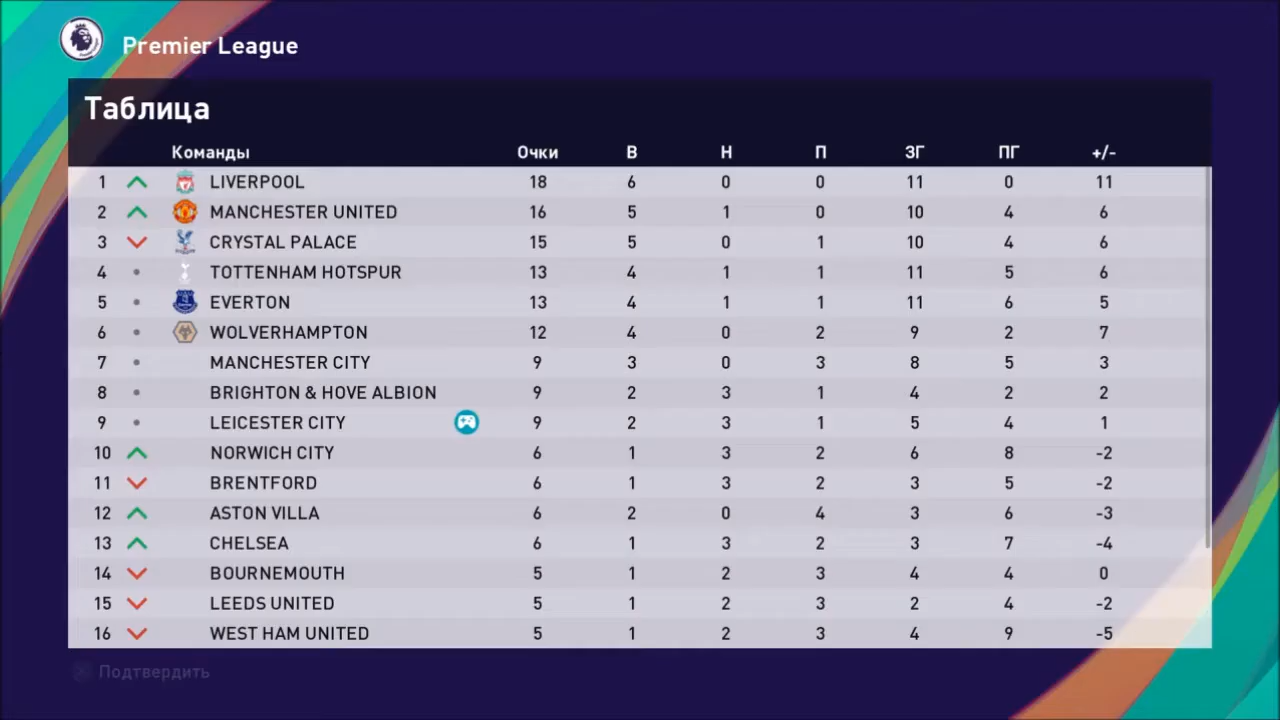 Premier League
Таблица
Команды Очки В Н П ЗГ ПГ +/-
1 LIVERPOOL 18 6 0 0 11 0 11
2 MANCHESTER UNITED 16 5 1 0 10 4 6
3 CRYSTAL PALACE 15 5 0 1 10 4 6
4 TOTTENHAM HOTSPUR 13 4 1 1 11 5 6
5 EVERTON 13 4 1 1 11 6 5
6 WOLVERHAMPTON 12 4 0 2 9 2 7
7 MANCHESTER CITY 9 3 0 3 8 5 3
8 BRIGHTON & HOVE ALBION 9 2 3 1 4 2 2
9 LEICESTER CITY 9 2 3 1 5 4 1
10 NORWICH CITY 6 1 3 2 6 8 -2
11 BRENTFORD 6 1 3 2 3 5 -2
12 ASTON VILLA 6 2 0 4 3 6 -3
13 CHELSEA 6 1 3 2 3 7 -4
14 BOURNEMOUTH 5 1 2 3 4 4 0
15 LEEDS UNITED 5 1 2 3 2 4 -2
16 WEST HAM UNITED 5 1 2 3 4 9 -5
Подтвердить